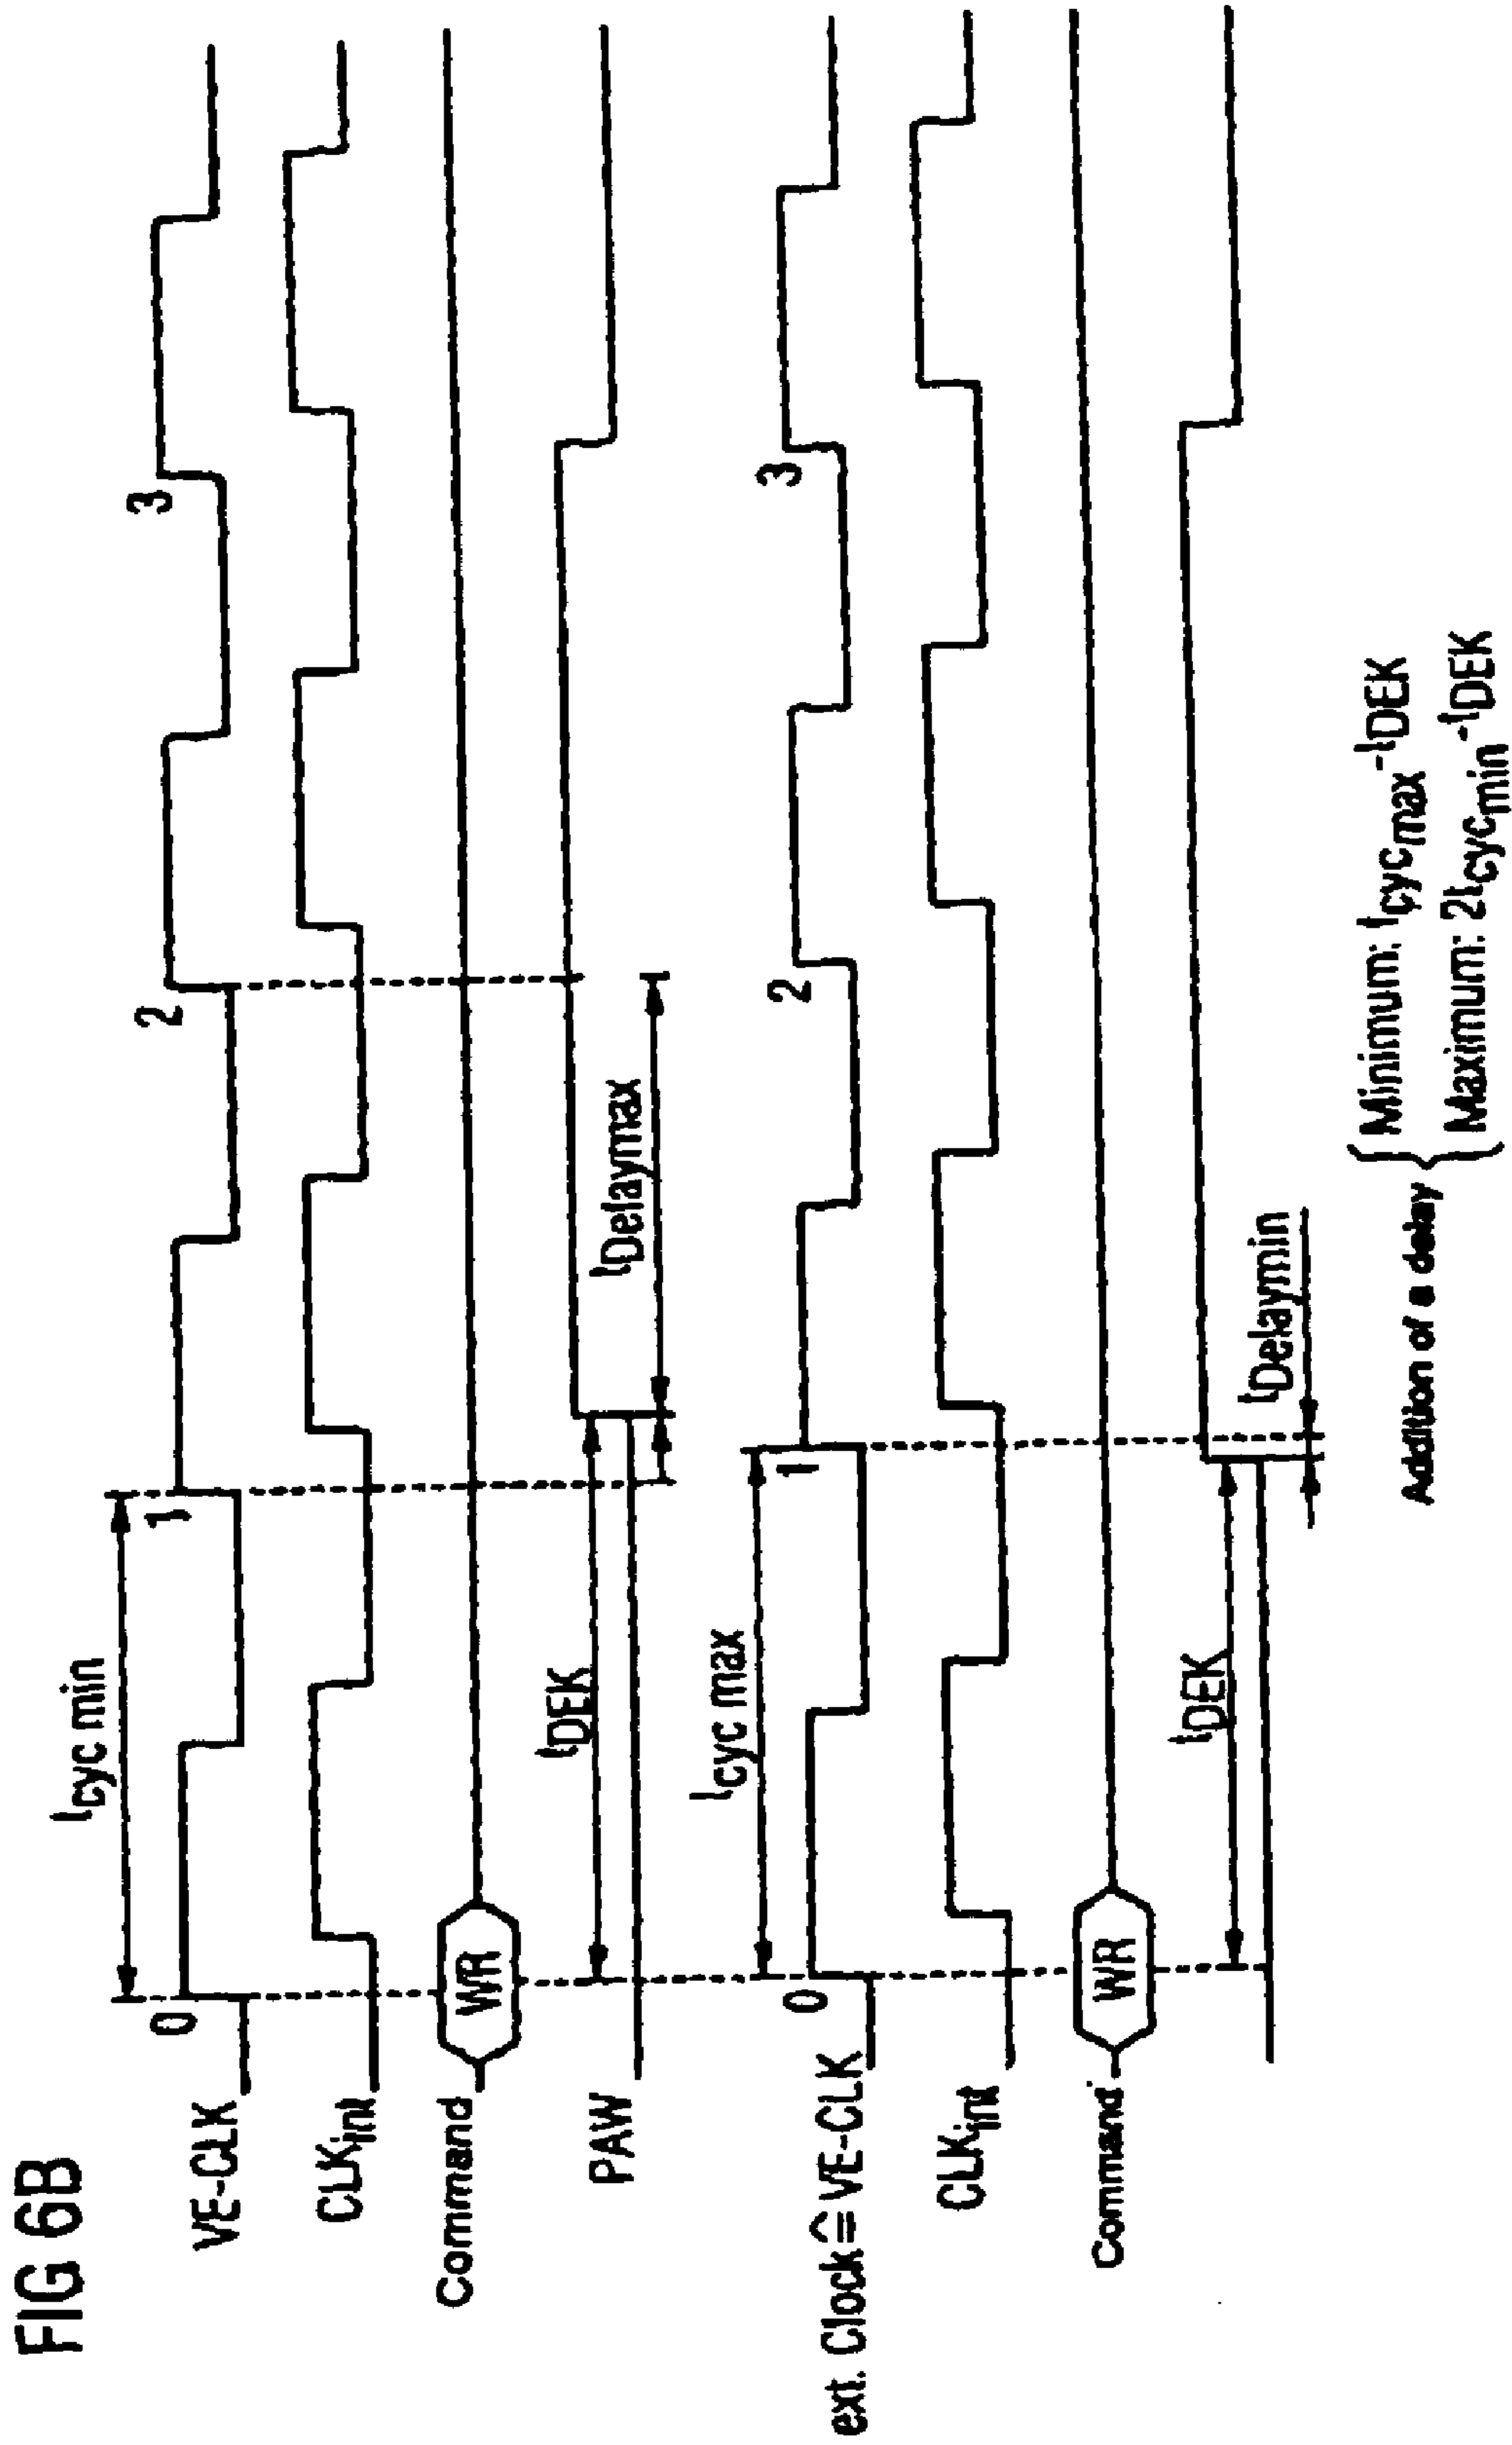 FIG 6B
tcyc min
0 1 2 3
VE-CLK
CLKint
Command WR
tDEK
tDelaymax
PAW
tcyc max
0 1 2 3
ext. Clock≙VE-CLK
CLKint
Command WR
tDEK
tDelaymin
Addition of a delay { Minimum: tcycmax-tDEK
Maximum: 2tcycmin-tDEK